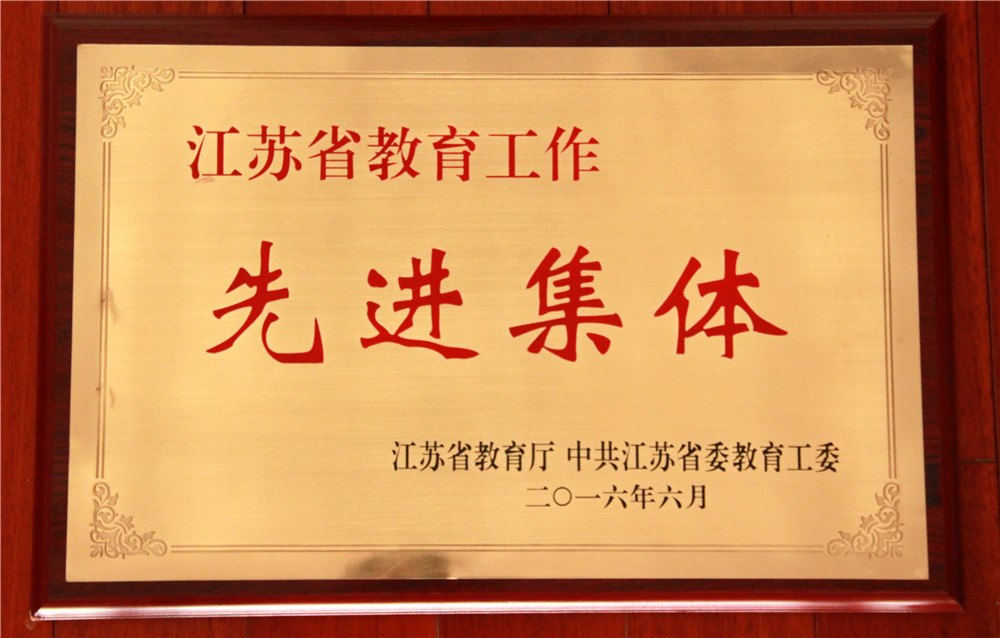 江苏省教育工作
先进集体
江苏省教育厅 中共江苏省委教育工委
二〇一六年六月